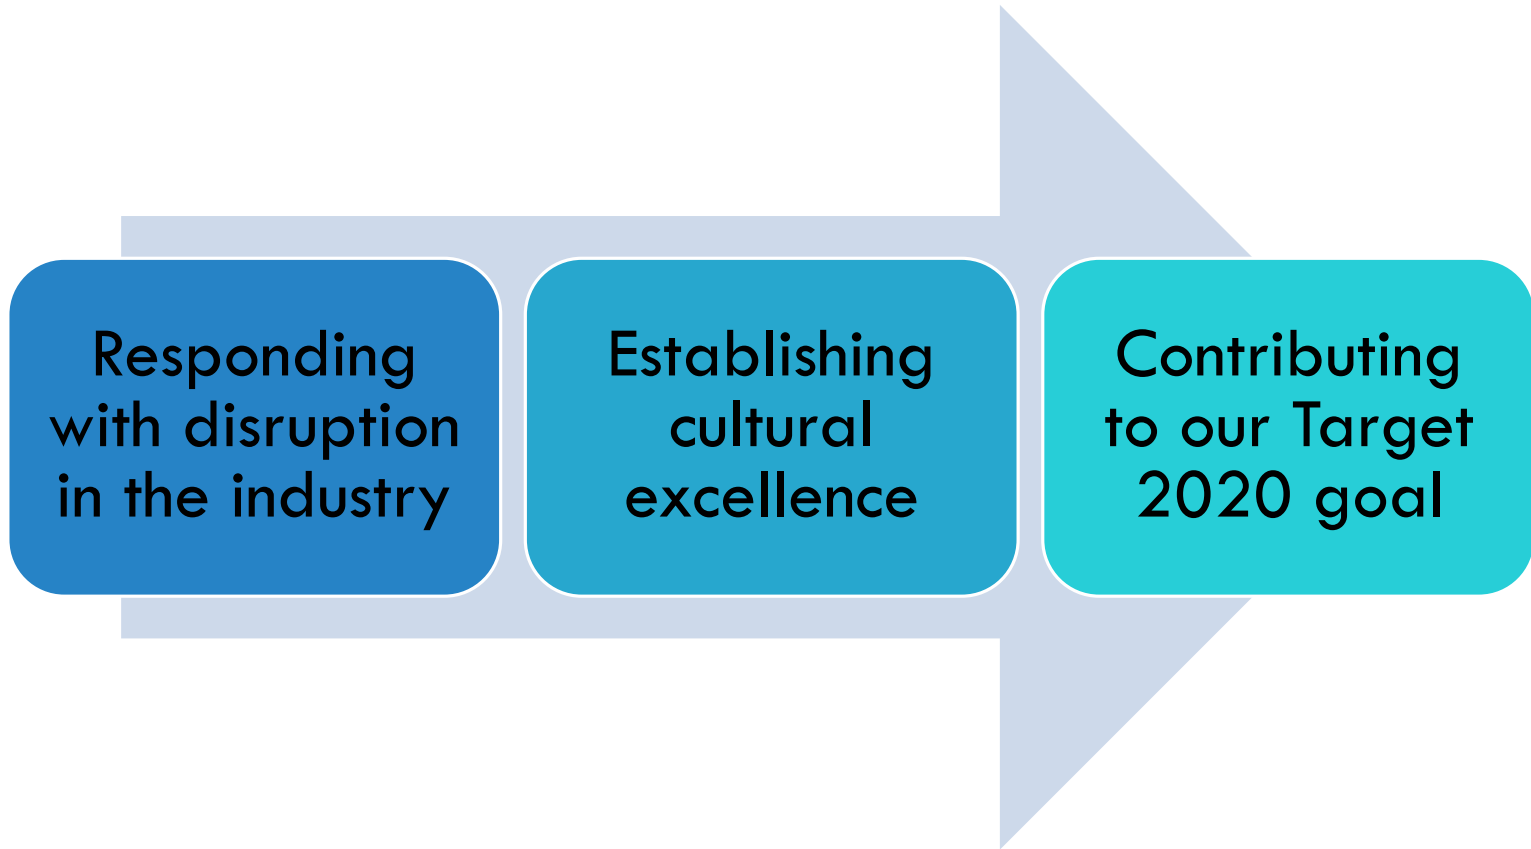 Responding
with disruption
in the industry
Establishing
cultural
excellence
Contributing
to our Target
2020 goal